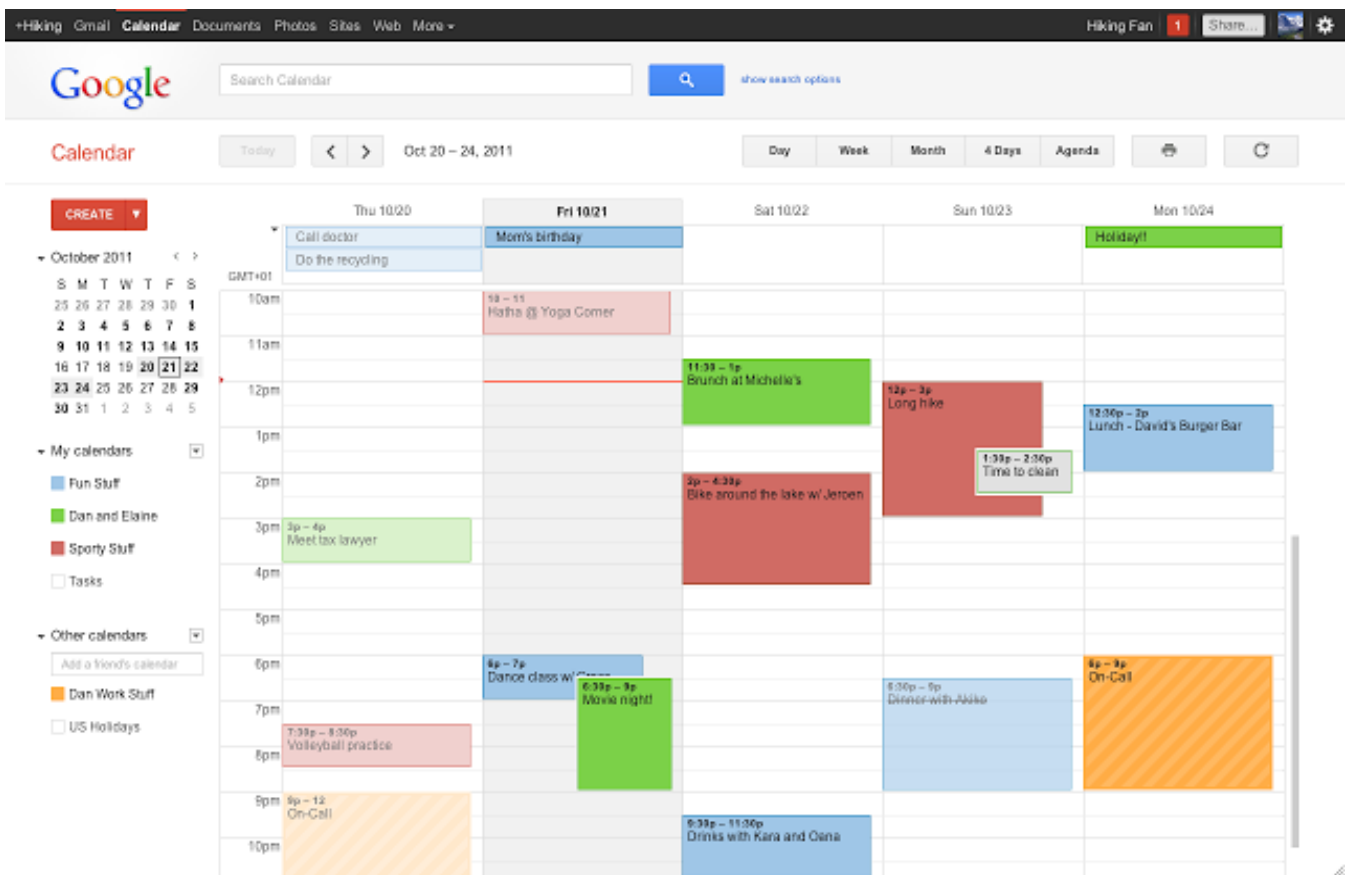 +Hiking Gmail Calendar Documents Photos Sites Web More
Hiking Fan 1 Share...
Google
Search Calendar
show search options
Calendar
Today
Oct 20 – 24, 2011
Day Week Month 4 Days Agenda
CREATE
October 2011
S M T W T F S
25 26 27 28 29 30 1
2 3 4 5 6 7 8
9 10 11 12 13 14 15
16 17 18 19 20 21 22
23 24 25 26 27 28 29
30 31 1 2 3 4 5
My calendars
Fun Stuff
Dan and Elaine
Sporty Stuff
Tasks
Other calendars
Add a friend's calendar
Dan Work Stuff
US Holidays
Thu 10/20 Fri 10/21 Sat 10/22 Sun 10/23 Mon 10/24
Call doctor
Do the recycling
Mom's birthday
Holiday!!
GMT+01
10am
11am
12pm
1pm
2pm
3pm
4pm
5pm
6pm
7pm
8pm
9pm
10pm
3p – 4p
Meet tax lawyer
7:30p – 8:30p
Volleyball practice
9p – 12
On-Call
10 – 11
Hatha @ Yoga Corner
6p – 7p
Dance class w/
6:30p – 9p
Movie night!
11:30 – 1p
Brunch at Michelle's
2p – 4:30p
Bike around the lake w/ Jeroen
9:30p – 11:30p
Drinks with Kara and Oana
12p – 3p
Long hike
1:30p – 2:30p
Time to clean
6:30p – 9p
Dinner with Akiko
12:30p – 2p
Lunch - David's Burger Bar
6p – 9p
On-Call